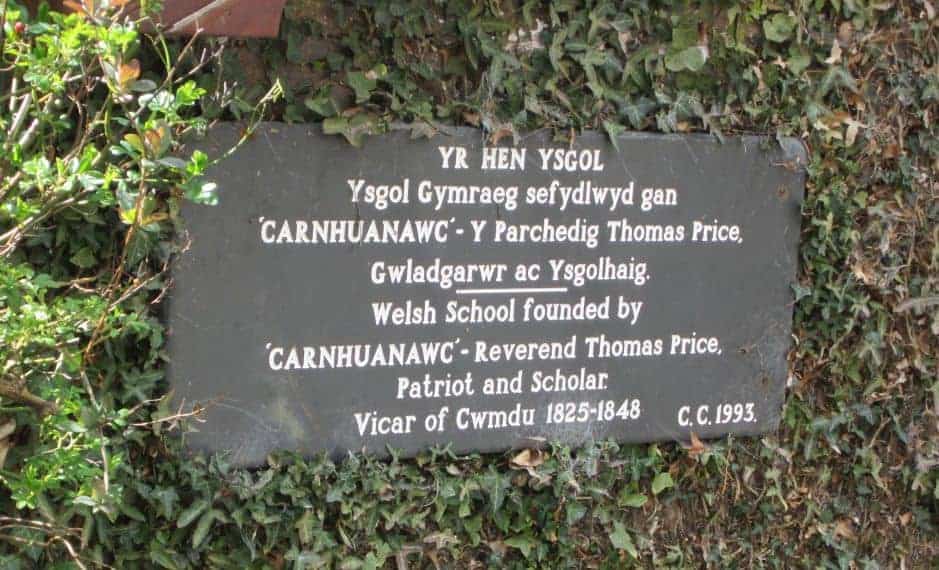 YR HEN YSGOL
Ysgol Gymraeg sefydlwyd gan
'CARNHUANAWC' - Y Parchedig Thomas Price,
Gwladgarwr ac Ysgolhaig.
Welsh School founded by
'CARNHUANAWC' - Reverend Thomas Price,
Patriot and Scholar.
Vicar of Cwmdu 1825-1848 C.C. 1993.